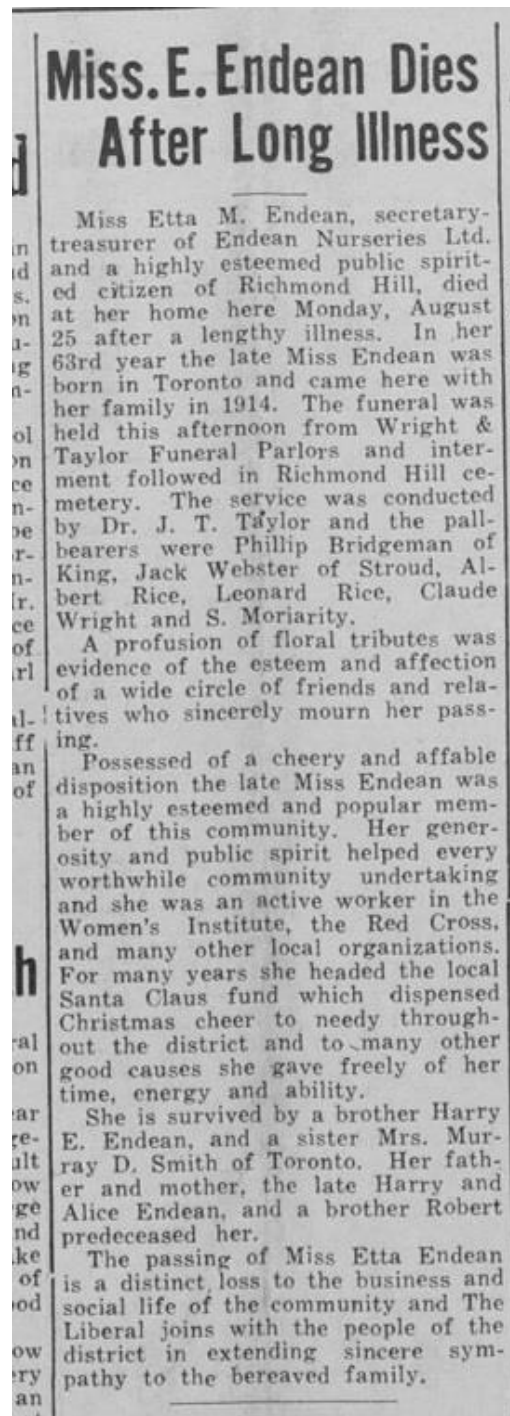 Miss. E. Endean Dies
After Long Illness
Miss Etta M. Endean, secretary-
treasurer of Endean Nurseries Ltd.
and a highly esteemed public spirit-
ed citizen of Richmond Hill, died
at her home here Monday, August
25 after a lengthy illness. In her
63rd year the late Miss Endean was
born in Toronto and came here with
her family in 1914. The funeral was
held this afternoon from Wright &
Taylor Funeral Parlors and inter-
ment followed in Richmond Hill ce-
metery. The service was conducted
by Dr. J. T. Taylor and the pall-
bearers were Phillip Bridgeman of
King, Jack Webster of Stroud, Al-
bert Rice, Leonard Rice, Claude
Wright and S. Moriarity.
A profusion of floral tributes was
evidence of the esteem and affection
of a wide circle of friends and rela-
tives who sincerely mourn her pass-
ing.
Possessed of a cheery and affable
disposition the late Miss Endean was
a highly esteemed and popular mem-
ber of this community. Her gener-
osity and public spirit helped every
worthwhile community undertaking
and she was an active worker in the
Women's Institute, the Red Cross,
and many other local organizations.
For many years she headed the local
Santa Claus fund which dispensed
Christmas cheer to needy through-
out the district and to many other
good causes she gave freely of her
time, energy and ability.
She is survived by a brother Harry
E. Endean, and a sister Mrs. Mur-
ray D. Smith of Toronto. Her fath-
er and mother, the late Harry and
Alice Endean, and a brother Robert
predeceased her.
The passing of Miss Etta Endean
is a distinct loss to the business and
social life of the community and The
Liberal joins with the people of the
district in extending sincere sym-
pathy to the bereaved family.